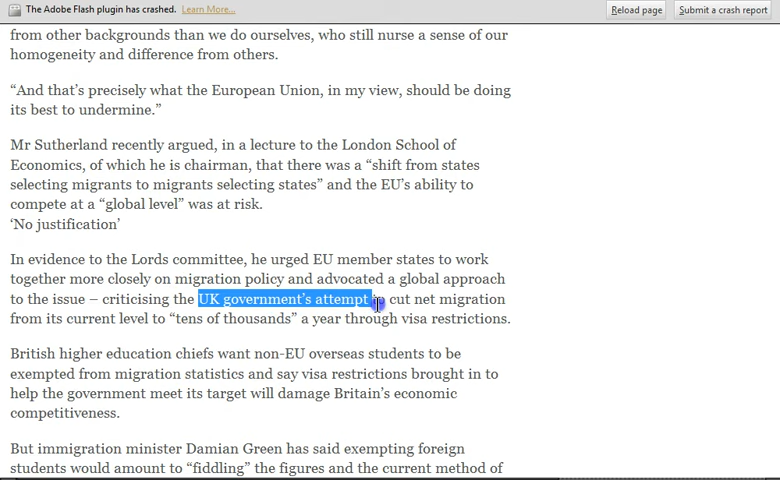 The Adobe Flash plugin has crashed. Learn More... Reload page Submit a crash report
from other backgrounds than we do ourselves, who still nurse a sense of our
homogeneity and difference from others.
“And that’s precisely what the European Union, in my view, should be doing
its best to undermine.”
Mr Sutherland recently argued, in a lecture to the London School of
Economics, of which he is chairman, that there was a “shift from states
selecting migrants to migrants selecting states” and the EU’s ability to
compete at a “global level” was at risk.
‘No justification’
In evidence to the Lords committee, he urged EU member states to work
together more closely on migration policy and advocated a global approach
to the issue – criticising the UK government’s attempt to cut net migration
from its current level to “tens of thousands” a year through visa restrictions.
British higher education chiefs want non-EU overseas students to be
exempted from migration statistics and say visa restrictions brought in to
help the government meet its target will damage Britain’s economic
competitiveness.
But immigration minister Damian Green has said exempting foreign
students would amount to “fiddling” the figures and the current method of